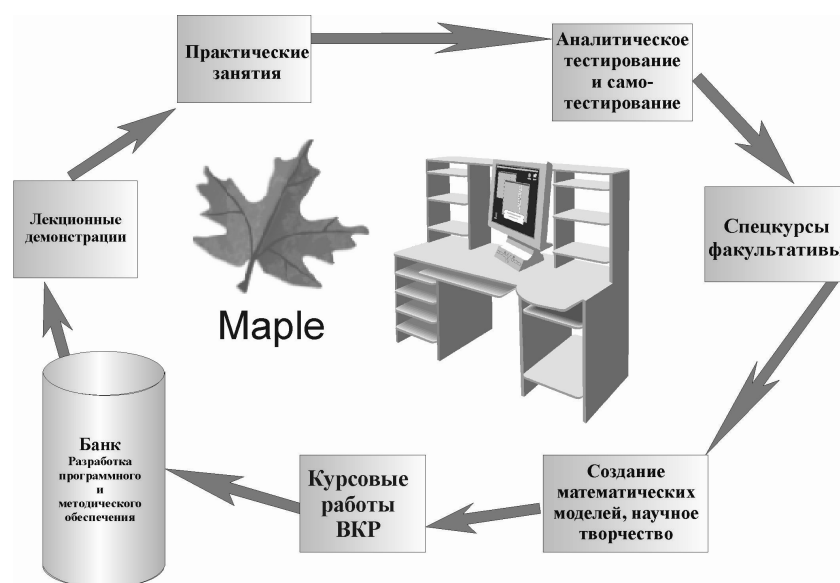 Практические
занятия
Аналитическое
тестирование
и само-
тестирование
Лекционные
демонстрации
Спецкурсы
факультативы
Maple
Банк
Разработка
программного
и
методического
обеспечения
Курсовые
работы
ВКР
Создание
математических
моделей, научное
творчество